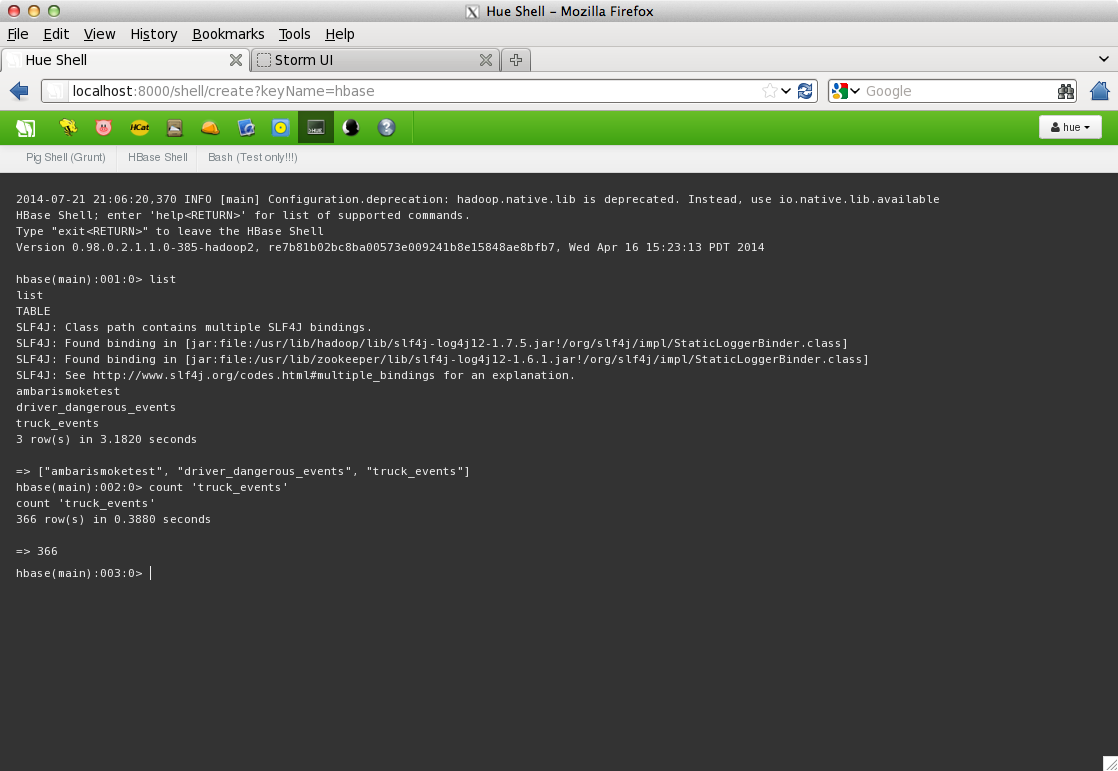 Hue Shell - Mozilla Firefox
File Edit View History Bookmarks Tools Help
Hue Shell Storm UI
localhost:8000/shell/create?keyName=hbase Google
HCat hue
Pig Shell (Grunt) HBase Shell Bash (Test only!!!)
2014-07-21 21:06:20,370 INFO [main] Configuration.deprecation: hadoop.native.lib is deprecated. Instead, use io.native.lib.available
HBase Shell; enter 'help<RETURN>' for list of supported commands.
Type "exit<RETURN>" to leave the HBase Shell
Version 0.98.0.2.1.1.0-385-hadoop2, re7b81b02bc8ba00573e009241b8e15848ae8bfb7, Wed Apr 16 15:23:13 PDT 2014
hbase(main):001:0> list
list
TABLE
SLF4J: Class path contains multiple SLF4J bindings.
SLF4J: Found binding in [jar:file:/usr/lib/hadoop/lib/slf4j-log4j12-1.7.5.jar!/org/slf4j/impl/StaticLoggerBinder.class]
SLF4J: Found binding in [jar:file:/usr/lib/zookeeper/lib/slf4j-log4j12-1.6.1.jar!/org/slf4j/impl/StaticLoggerBinder.class]
SLF4J: See http://www.slf4j.org/codes.html#multiple_bindings for an explanation.
ambarismoketest
driver_dangerous_events
truck_events
3 row(s) in 3.1820 seconds
=> ["ambarismoketest", "driver_dangerous_events", "truck_events"]
hbase(main):002:0> count 'truck_events'
count 'truck_events'
366 row(s) in 0.3880 seconds
=> 366
hbase(main):003:0>